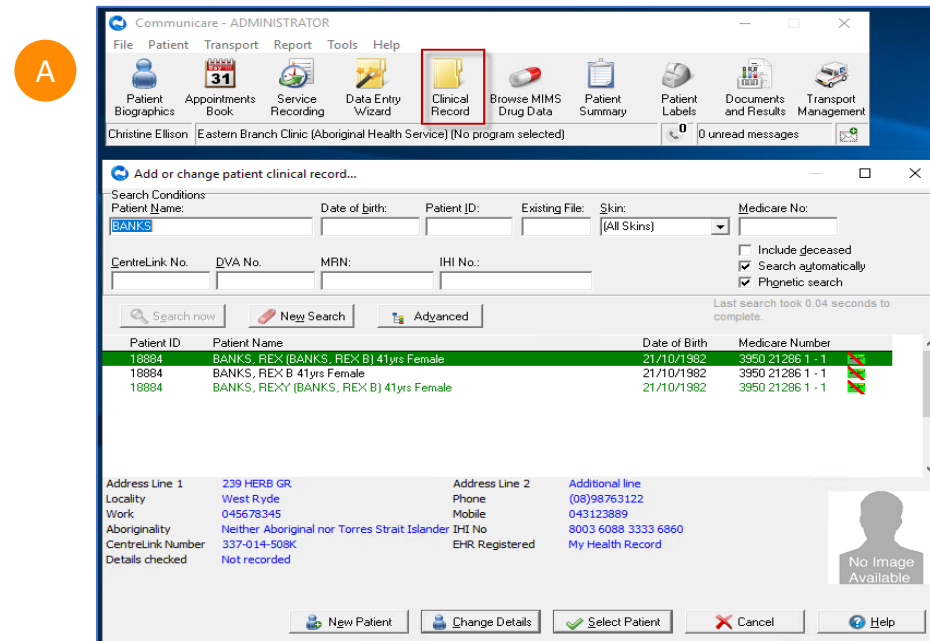 A
Communicare - ADMINISTRATOR
File Patient Transport Report Tools Help
31
Patient Biographics Appointments Book Service Recording Data Entry Wizard Clinical Record Browse MIMS Drug Data Patient Summary Patient Labels Documents and Results Transport Management
Christine Ellison Eastern Branch Clinic (Aboriginal Health Service) (No program selected) 0 0 unread messages
Add or change patient clinical record...
Search Conditions
Patient Name: Date of birth: Patient ID: Existing File: Skin: Medicare No:
BANKS (All Skins)
Include deceased
CentreLink No. DVA No. MRN: IHI No.: Search automatically
Phonetic search
Search now New Search Advanced Last search took 0.04 seconds to
complete.
Patient ID Patient Name Date of Birth Medicare Number
18884 BANKS, REX (BANKS, REX B) 41yrs Female 21/10/1982 3950 21286 1 - 1
18884 BANKS, REX B 41yrs Female 21/10/1982 3950 21286 1 - 1
18884 BANKS, REXY (BANKS, REX B) 41yrs Female 21/10/1982 3950 21286 1 - 1
Address Line 1 239 HERB GR Address Line 2 Additional line
Locality West Ryde Phone (08)98763122
Work 045678345 Mobile 043123889
Aboriginality Neither Aboriginal nor Torres Strait Islander IHI No 8003 6088 3333 6860
CentreLink Number 337-014-508K EHR Registered My Health Record
Details checked Not recorded
No Image
Available
New Patient Change Details Select Patient Cancel Help